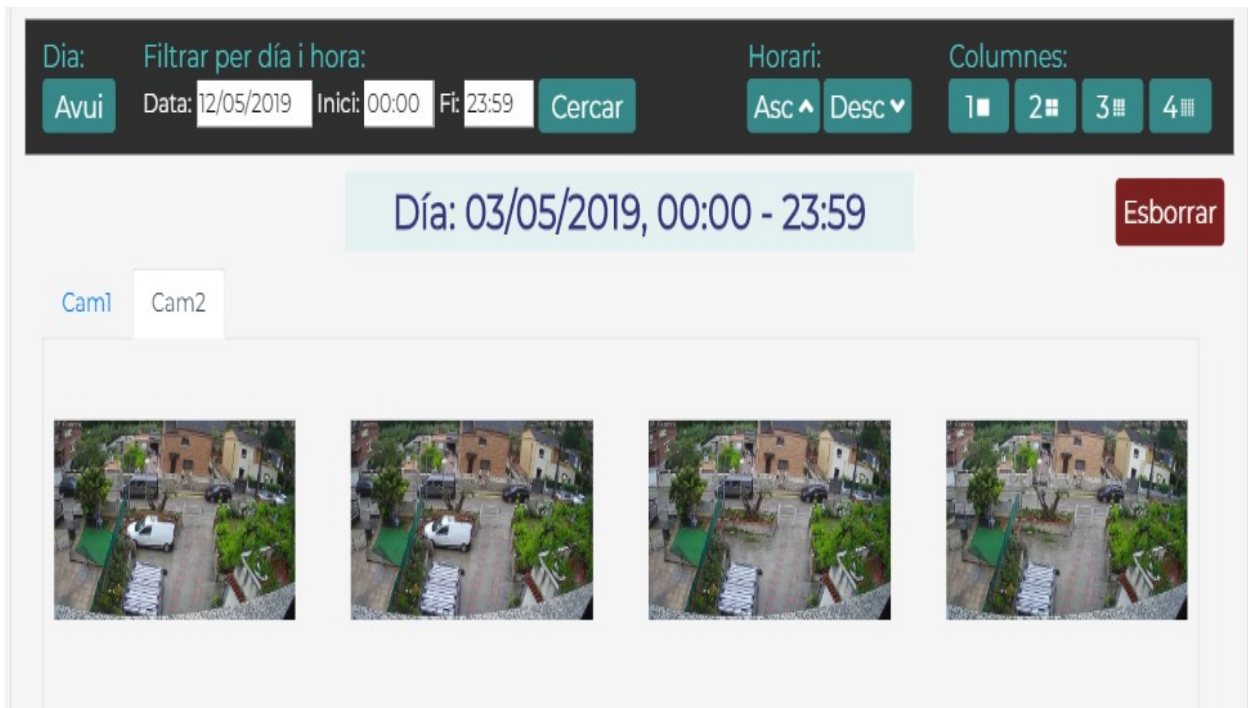 Dia: Filtrar per día i hora: Horari: Columnes:
Avui Data: 12/05/2019 Inici: 00:00 Fi: 23:59 Cercar Asc Desc 1 2 3 4
Día: 03/05/2019, 00:00 - 23:59 Esborrar
Cam1 Cam2